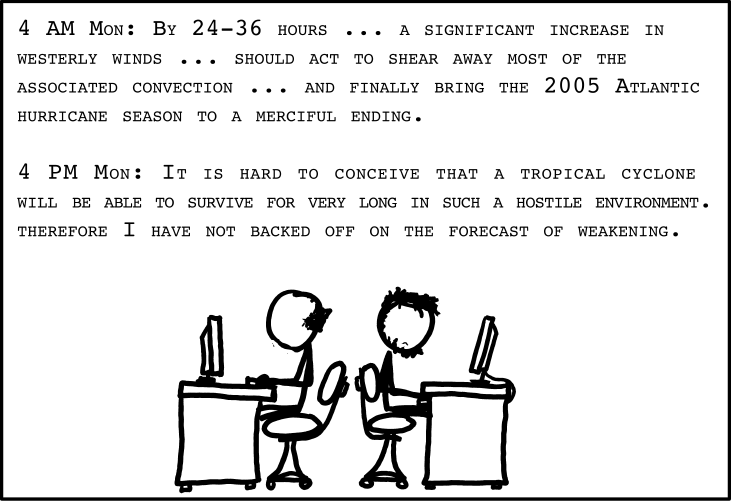 4 AM Mon: By 24-36 hours ... a significant increase in
westerly winds ... should act to shear away most of the
associated convection ... and finally bring the 2005 Atlantic
hurricane season to a merciful ending.
4 PM Mon: It is hard to conceive that a tropical cyclone
will be able to survive for very long in such a hostile environment.
therefore I have not backed off on the forecast of weakening.